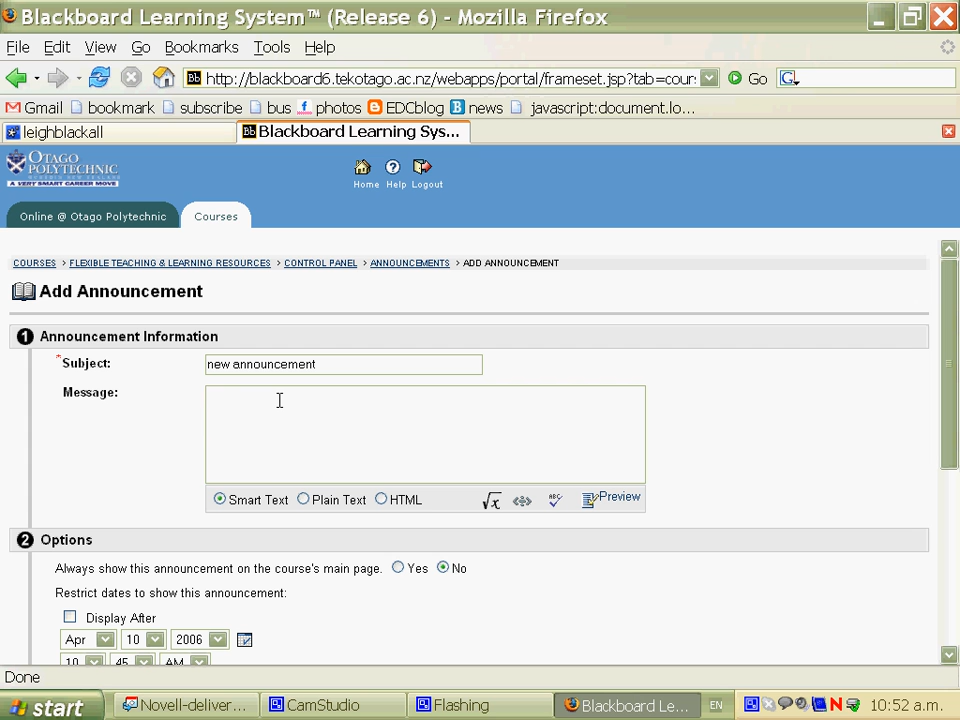 Blackboard Learning System™ (Release 6) - Mozilla Firefox
File Edit View Go Bookmarks Tools Help
http://blackboard6.tekotago.ac.nz/webapps/portal/frameset.jsp?tab=cour: Go
Gmail bookmark subscribe bus photos EDCblog news javascript:document.lo...
leighblackall Blackboard Learning Sys...
OTAGO
POLYTECHNIC
A VERY SMART CAREER MOVE
Home Help Logout
Online @ Otago Polytechnic Courses
COURSES > FLEXIBLE TEACHING & LEARNING RESOURCES > CONTROL PANEL > ANNOUNCEMENTS > ADD ANNOUNCEMENT
Add Announcement
1 Announcement Information
*Subject: new announcement
Message:
Smart Text Plain Text HTML √x ABC Preview
2 Options
Always show this announcement on the course's main page. Yes No
Restrict dates to show this announcement:
Display After
Apr 10 2006
10 45 AM
Done
start Novell-deliver... CamStudio Flashing Blackboard Le... EN 10:52 a.m.